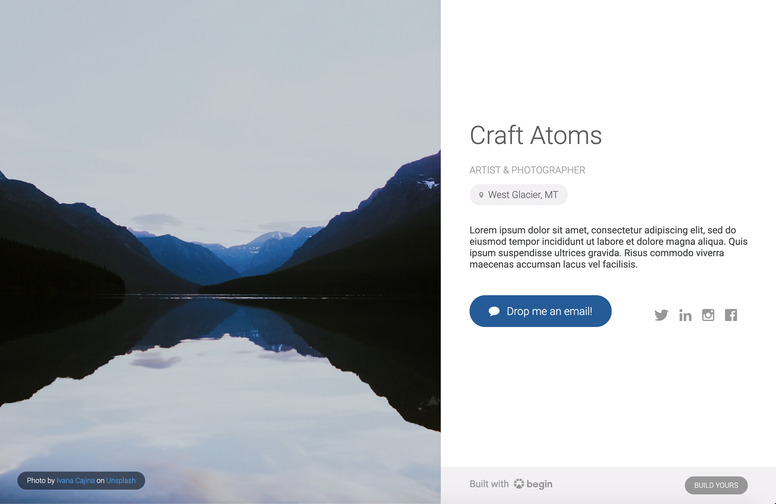 Craft Atoms
ARTIST & PHOTOGRAPHER
West Glacier, MT
Lorem ipsum dolor sit amet, consectetur adipiscing elit, sed do
eiusmod tempor incididunt ut labore et dolore magna aliqua. Quis
ipsum suspendisse ultrices gravida. Risus commodo viverra
maecenas accumsan lacus vel facilisis.
Drop me an email!
Photo by Ivana Cajina on Unsplash
Built with begin
BUILD YOURS